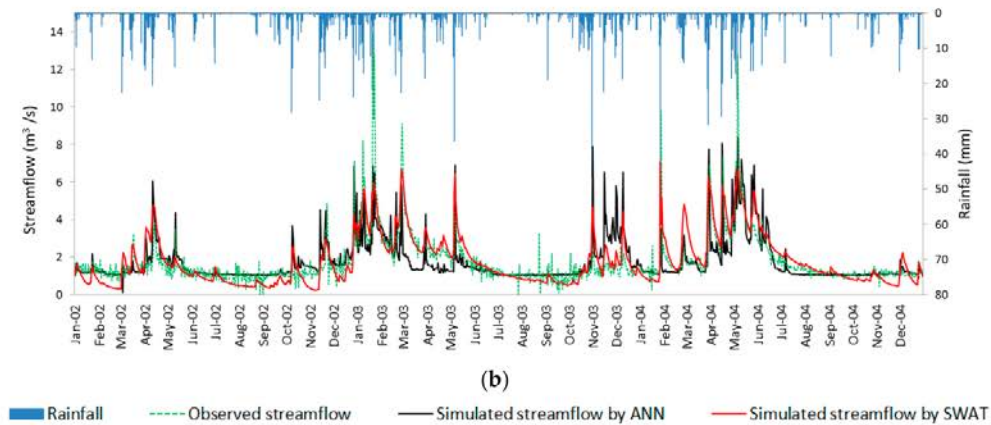 14
12
10
8
6
4
2
0
Streamflow (m³ /s)
0
10
20
30
40
50
60
70
80
Rainfall (mm)
Jan-02
Feb-02
Mar-02
Apr-02
May-02
Jun-02
Jul-02
Aug-02
Sep-02
Oct-02
Nov-02
Dec-02
Jan-03
Feb-03
Mar-03
Apr-03
May-03
Jun-03
Jul-03
Aug-03
Sep-03
Oct-03
Nov-03
Dec-03
Jan-04
Feb-04
Mar-04
Apr-04
May-04
Jun-04
Jul-04
Aug-04
Sep-04
Oct-04
Nov-04
Dec-04
(b)
Rainfall Observed streamflow Simulated streamflow by ANN Simulated streamflow by SWAT